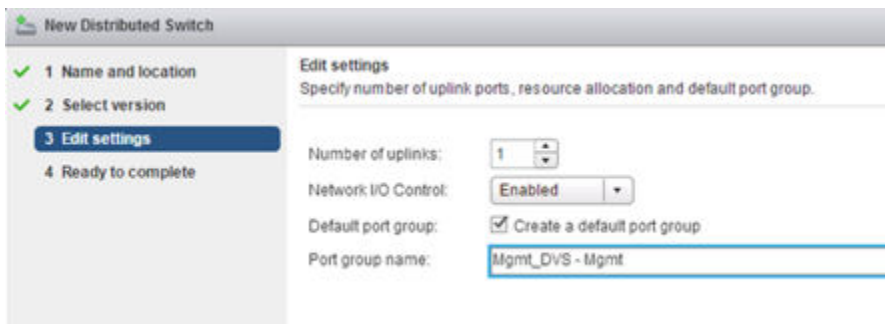 New Distributed Switch
1 Name and location
2 Select version
3 Edit settings
4 Ready to complete
Edit settings
Specify number of uplink ports, resource allocation and default port group.
Number of uplinks: 1
Network I/O Control: Enabled
Default port group: Create a default port group
Port group name: Mgmt_DVS - Mgmt